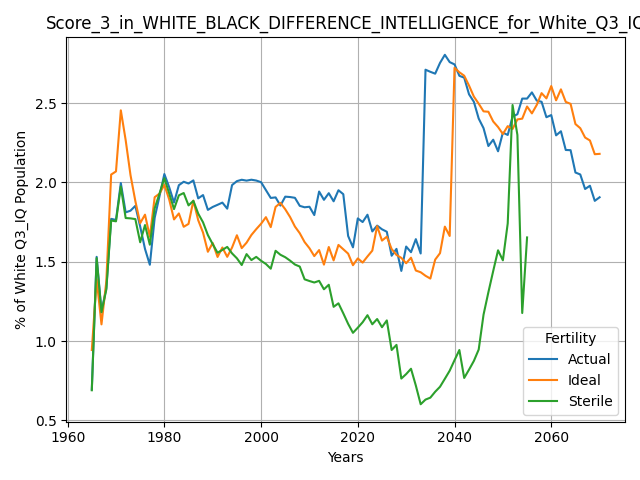 Score_3_in_WHITE_BLACK_DIFFERENCE_INTELLIGENCE_for_White_Q3_IQ
% of White Q3_IQ Population
2.5
2.0
1.5
1.0
0.5
Fertility
Actual
Ideal
Sterile
1960 1980 2000 2020 2040 2060
Years